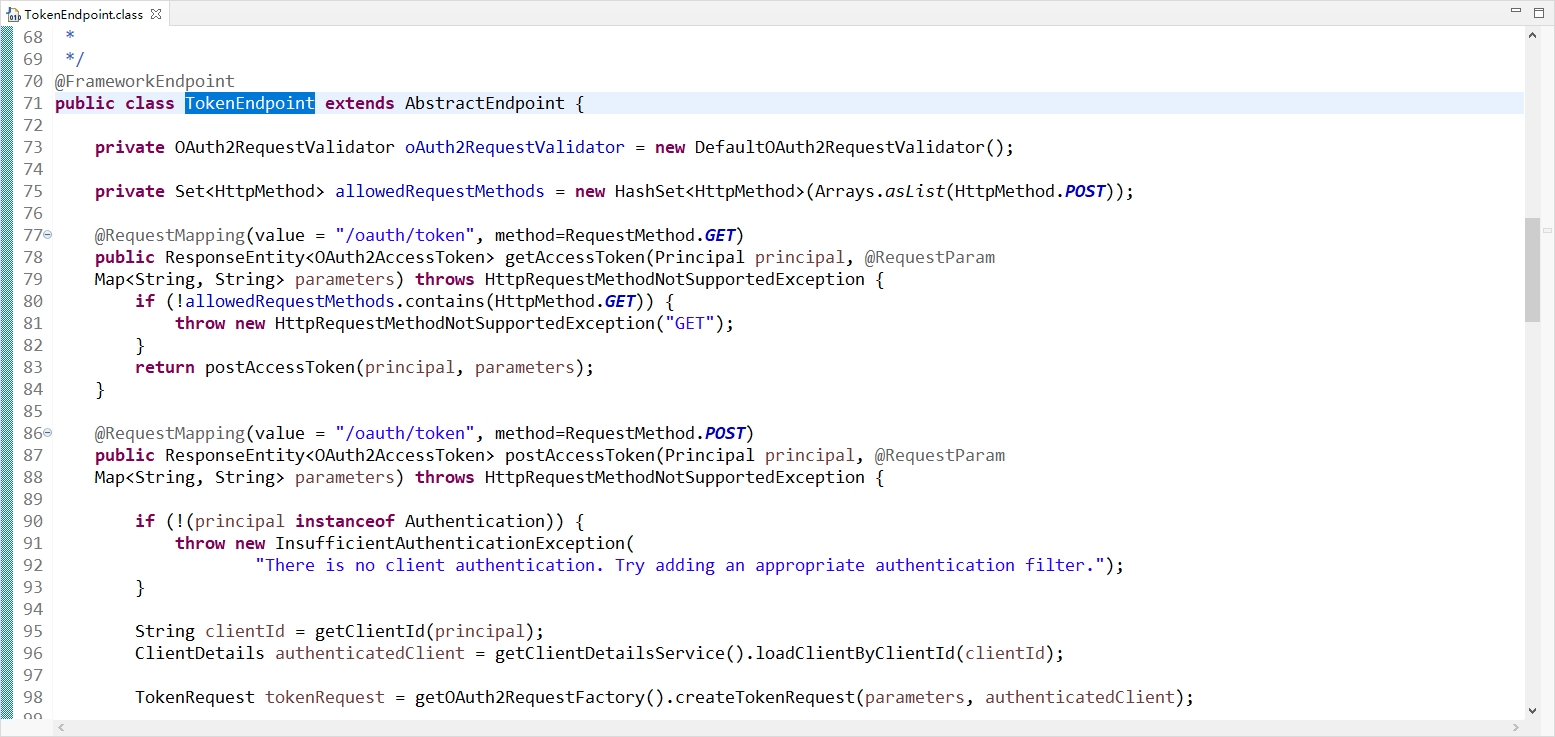 TokenEndpoint.class
68 *
69 */
70 @FrameworkEndpoint
71 public class TokenEndpoint extends AbstractEndpoint {
72
73 private OAuth2RequestValidator oAuth2RequestValidator = new DefaultOAuth2RequestValidator();
74
75 private Set<HttpMethod> allowedRequestMethods = new HashSet<HttpMethod>(Arrays.asList(HttpMethod.POST));
76
77 @RequestMapping(value = "/oauth/token", method=RequestMethod.GET)
78 public ResponseEntity<OAuth2AccessToken> getAccessToken(Principal principal, @RequestParam
79 Map<String, String> parameters) throws HttpRequestMethodNotSupportedException {
80 if (!allowedRequestMethods.contains(HttpMethod.GET)) {
81 throw new HttpRequestMethodNotSupportedException("GET");
82 }
83 return postAccessToken(principal, parameters);
84 }
85
86 @RequestMapping(value = "/oauth/token", method=RequestMethod.POST)
87 public ResponseEntity<OAuth2AccessToken> postAccessToken(Principal principal, @RequestParam
88 Map<String, String> parameters) throws HttpRequestMethodNotSupportedException {
89
90 if (!(principal instanceof Authentication)) {
91 throw new InsufficientAuthenticationException(
92 "There is no client authentication. Try adding an appropriate authentication filter.");
93 }
94
95 String clientId = getClientId(principal);
96 ClientDetails authenticatedClient = getClientDetailsService().loadClientByClientId(clientId);
97
98 TokenRequest tokenRequest = getOAuth2RequestFactory().createTokenRequest(parameters, authenticatedClient);
99